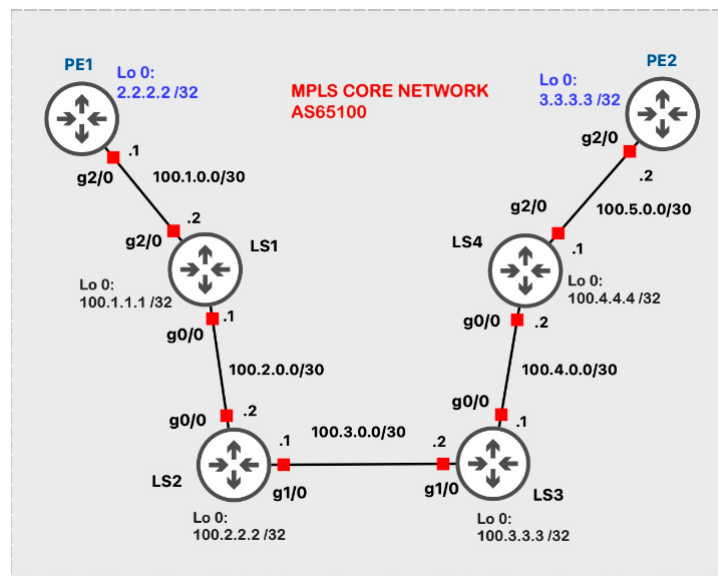 PE1
Lo 0:
2.2.2.2 /32
MPLS CORE NETWORK
AS65100
PE2
Lo 0:
3.3.3.3 /32
.1
g2/0
100.1.0.0/30
.2
g2/0
LS1
Lo 0:
100.1.1.1 /32
g2/0
.2
100.5.0.0/30
g2/0
.1
LS4
Lo 0:
100.4.4.4 /32
.1
g0/0
100.2.0.0/30
g0/0
.2
g0/0
.2
100.4.0.0/30
g0/0
.1
.1
100.3.0.0/30
.2
g1/0
g1/0
LS2
Lo 0:
100.2.2.2 /32
LS3
Lo 0:
100.3.3.3 /32